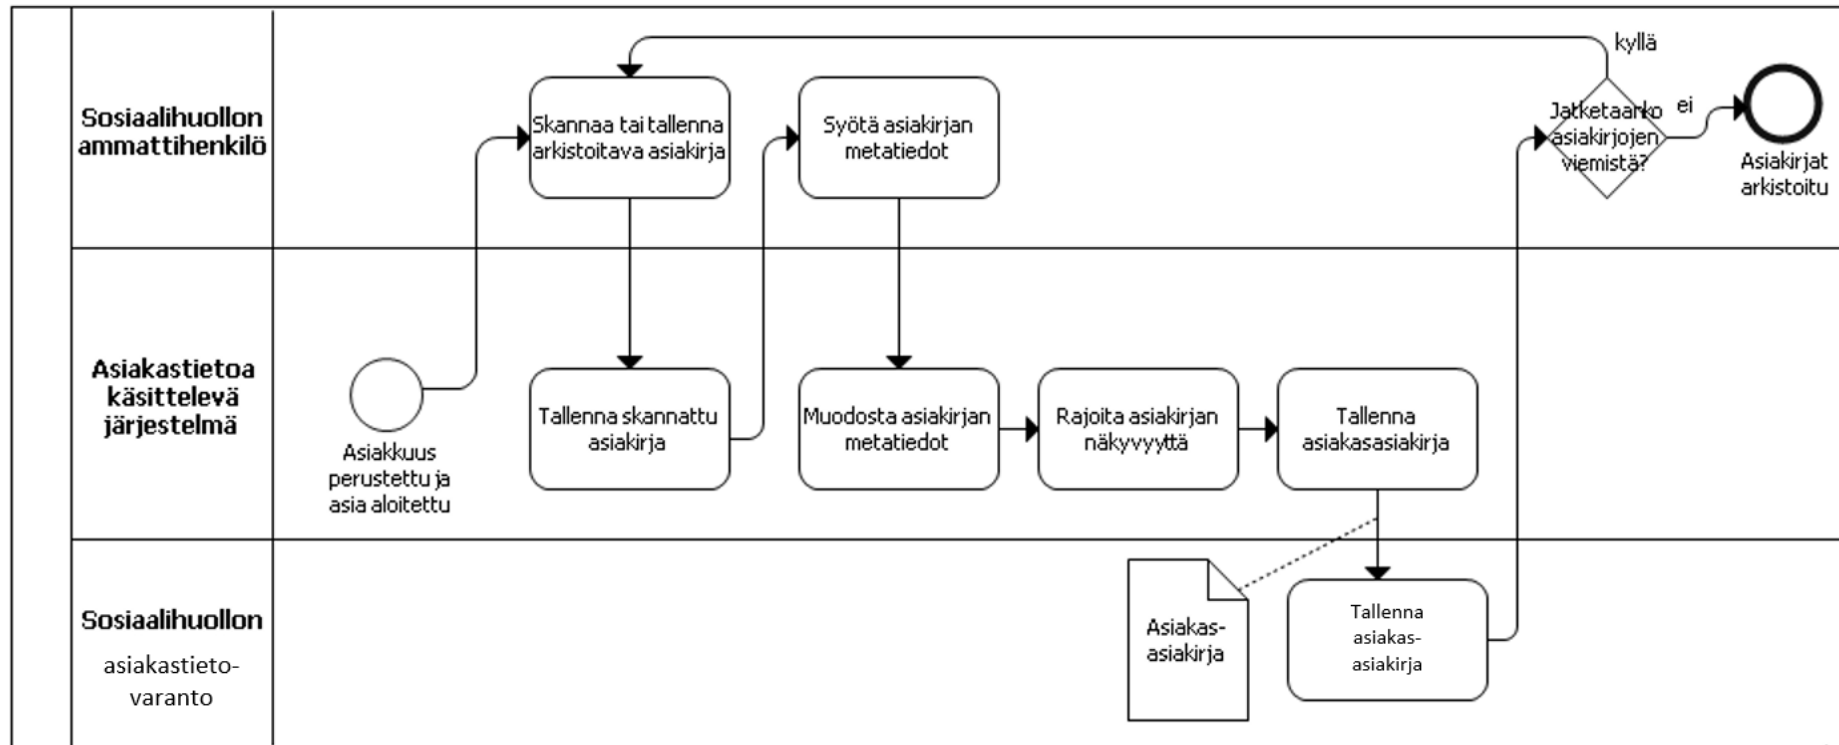 kyllä
Sosiaalihuollon
ammattihenkilö
Skannaa tai tallenna
arkistoitava asiakirja
Syötä asiakirjan
metatiedot
Jatketaanko
asiakirjojen
viemistä?
ei
Asiakirjat
arkistoitu
Asiakastietoa
käsittelevä
järjestelmä
Asiakkuus
perustettu ja
asia aloitettu
Tallenna skannattu
asiakirja
Muodosta asiakirjan
metatiedot
Rajoita asiakirjan
näkyvyyttä
Tallenna
asiakasasiakirja
Sosiaalihuollon
asiakastieto-
varanto
Asiakas-
asiakirja
Tallenna
asiakas-
asiakirja